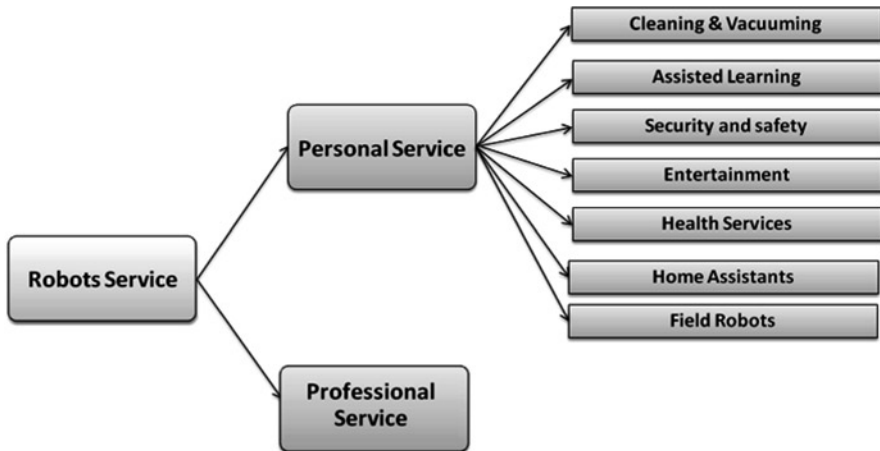 Cleaning & Vacuuming
Assisted Learning
Security and safety
Entertainment
Health Services
Home Assistants
Field Robots
Personal Service
Robots Service
Professional
Service